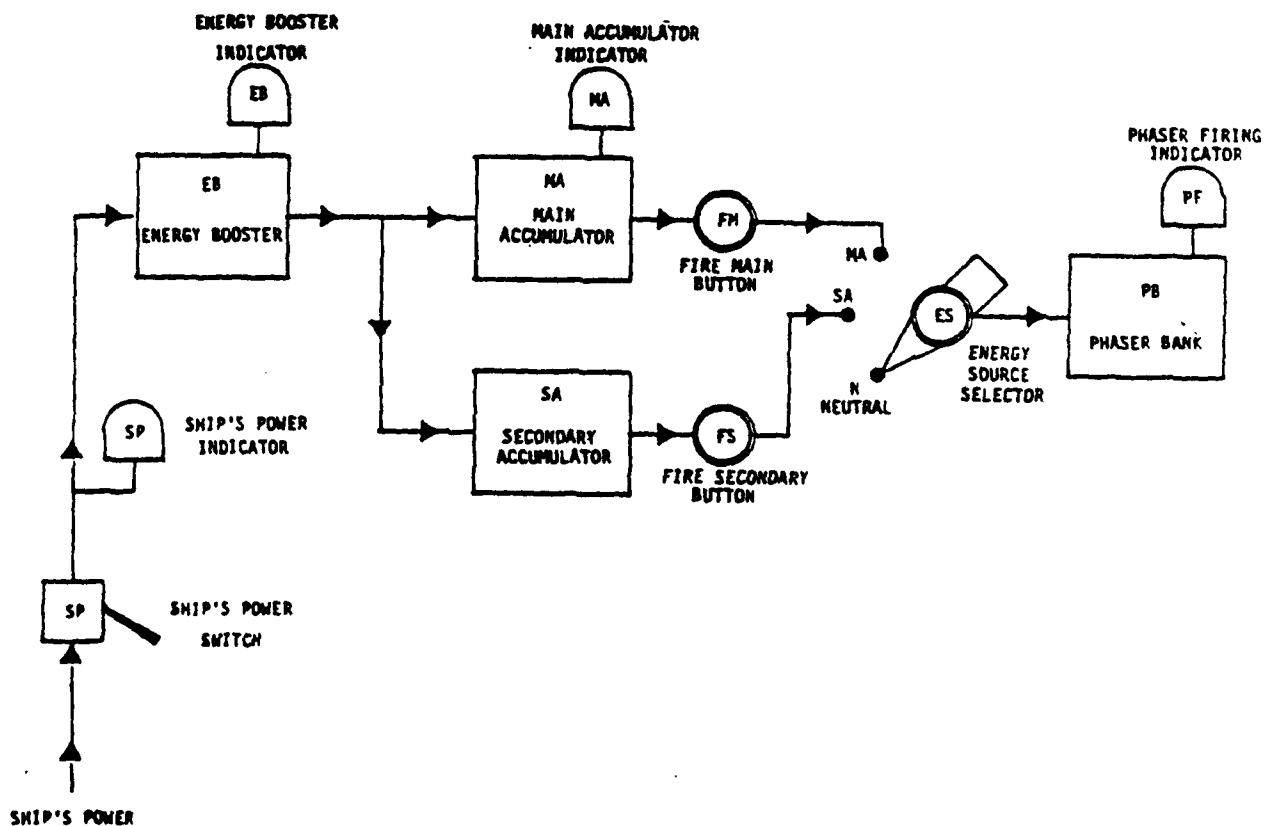 ENERGY BOOSTER
INDICATOR
EB
MAIN ACCUMULATOR
INDICATOR
MA
PHASER FIRING
INDICATOR
PF
EB
ENERGY BOOSTER
MA
MAIN
ACCUMULATOR
FM
FIRE MAIN
BUTTON
MA
SA
N
NEUTRAL
ES
ENERGY
SOURCE
SELECTOR
PB
PHASER BANK
SP
SHIP'S POWER
INDICATOR
SA
SECONDARY
ACCUMULATOR
FS
FIRE SECONDARY
BUTTON
SP
SHIP'S POWER
SWITCH
SHIP'S POWER